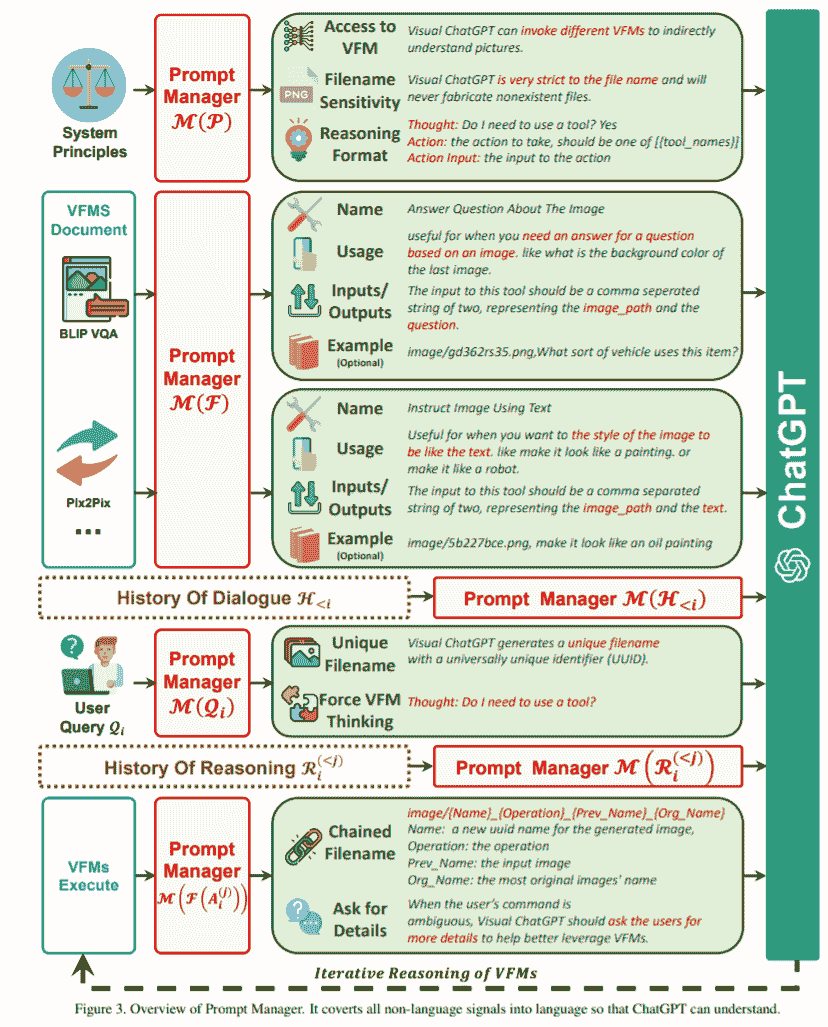 System
Principles
Prompt
Manager
𝓜(𝓟)
Access to
VFM
Visual ChatGPT can invoke different VFMs to indirectly
understand pictures.
PNG
Filename
Sensitivity
Visual ChatGPT is very strict to the file name and will
never fabricate nonexistent files.
Reasoning
Format
Thought: Do I need to use a tool? Yes
Action: the action to take, should be one of [{tool_names}]
Action Input: the input to the action
VFMS
Document
BLIP VQA
Pix2Pix
...
Prompt
Manager
𝓜(𝓕)
Name
Answer Question About The Image
Usage
useful for when you need an answer for a question
based on an image. like what is the background color of
the last image.
Inputs/
Outputs
The input to this tool should be a comma seperated
string of two, representing the image_path and the
question.
Example
(Optional)
image/gd362rs35.png,What sort of vehicle uses this item?
Name
Instruct Image Using Text
Usage
Useful for when you want to the style of the image to
be like the text. like make it look like a painting. or
make it like a robot.
Inputs/
Outputs
The input to this tool should be a comma separated
string of two, representing the image_path and the text.
Example
(Optional)
image/5b227bce.png, make it look like an oil painting
History Of Dialogue 𝓗<i
Prompt Manager 𝓜(𝓗<i)
User
Query 𝓠i
Prompt
Manager
𝓜(𝓠i)
Unique
Filename
Visual ChatGPT generates a unique filename
with a universally unique identifier (UUID).
Force VFM
Thinking
Thought: Do I need to use a tool?
History Of Reasoning 𝓡i(<j)
Prompt Manager 𝓜(𝓡i(<j))
VFMs
Execute
Prompt
Manager
𝓜(𝓕(Ai(j)))
Chained
Filename
image/{Name}_{Operation}_{Prev_Name}_{Org_Name}
Name: a new uuid name for the generated image,
Operation: the operation
Prev_Name: the input image
Org_Name: the most original images' name
Ask for
Details
When the user's command is
ambiguous, Visual ChatGPT should ask the users for
more details to help better leverage VFMs.
ChatGPT
Iterative Reasoning of VFMs
Figure 3. Overview of Prompt Manager. It coverts all non-language signals into language so that ChatGPT can understand.